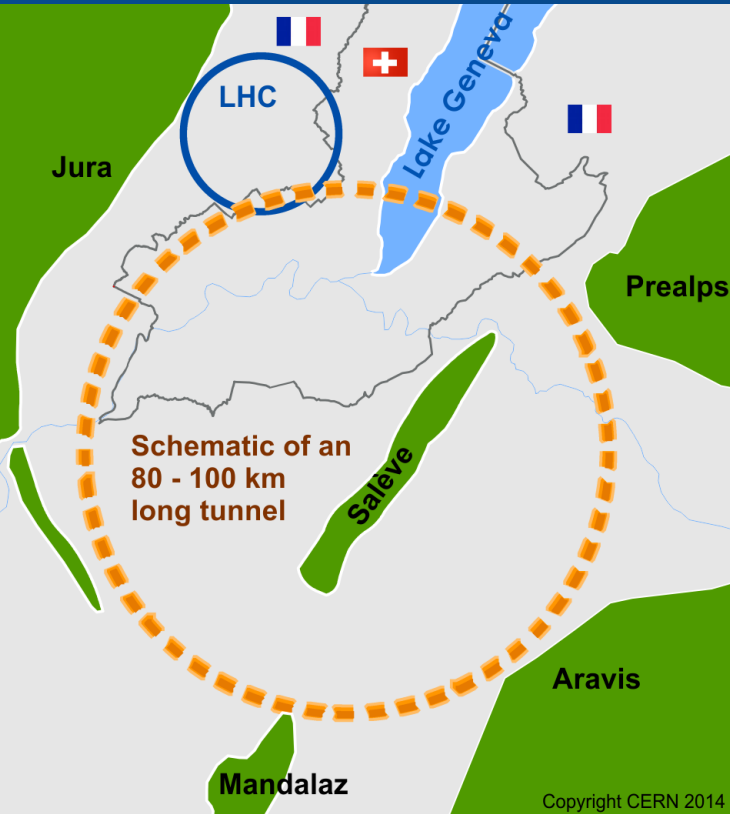 LHC
Lake Geneva
Jura
Prealps
Schematic of an
80 - 100 km
long tunnel
Salève
Aravis
Mandalaz
Copyright CERN 2014